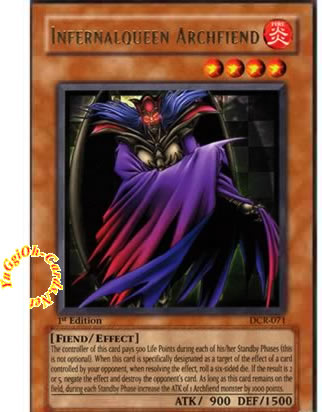 INFERNALQUEEN ARCHFIEND
FIRE
炎
1st Edition
DCR-071
[FIEND/EFFECT]
The controller of this card pays 500 Life Points during each of his/her Standby Phases (this
is not optional). When this card is specifically designated as a target of the effect of a card
controlled by your opponent, when resolving the effect, roll a six-sided die. If the result is 2
or 5, negate the effect and destroy the opponent's card. As long as this card remains on the
field, during each Standby Phase increase the ATK of 1 Archfiend monster by 1000 points.
ATK/ 900 DEF/1500